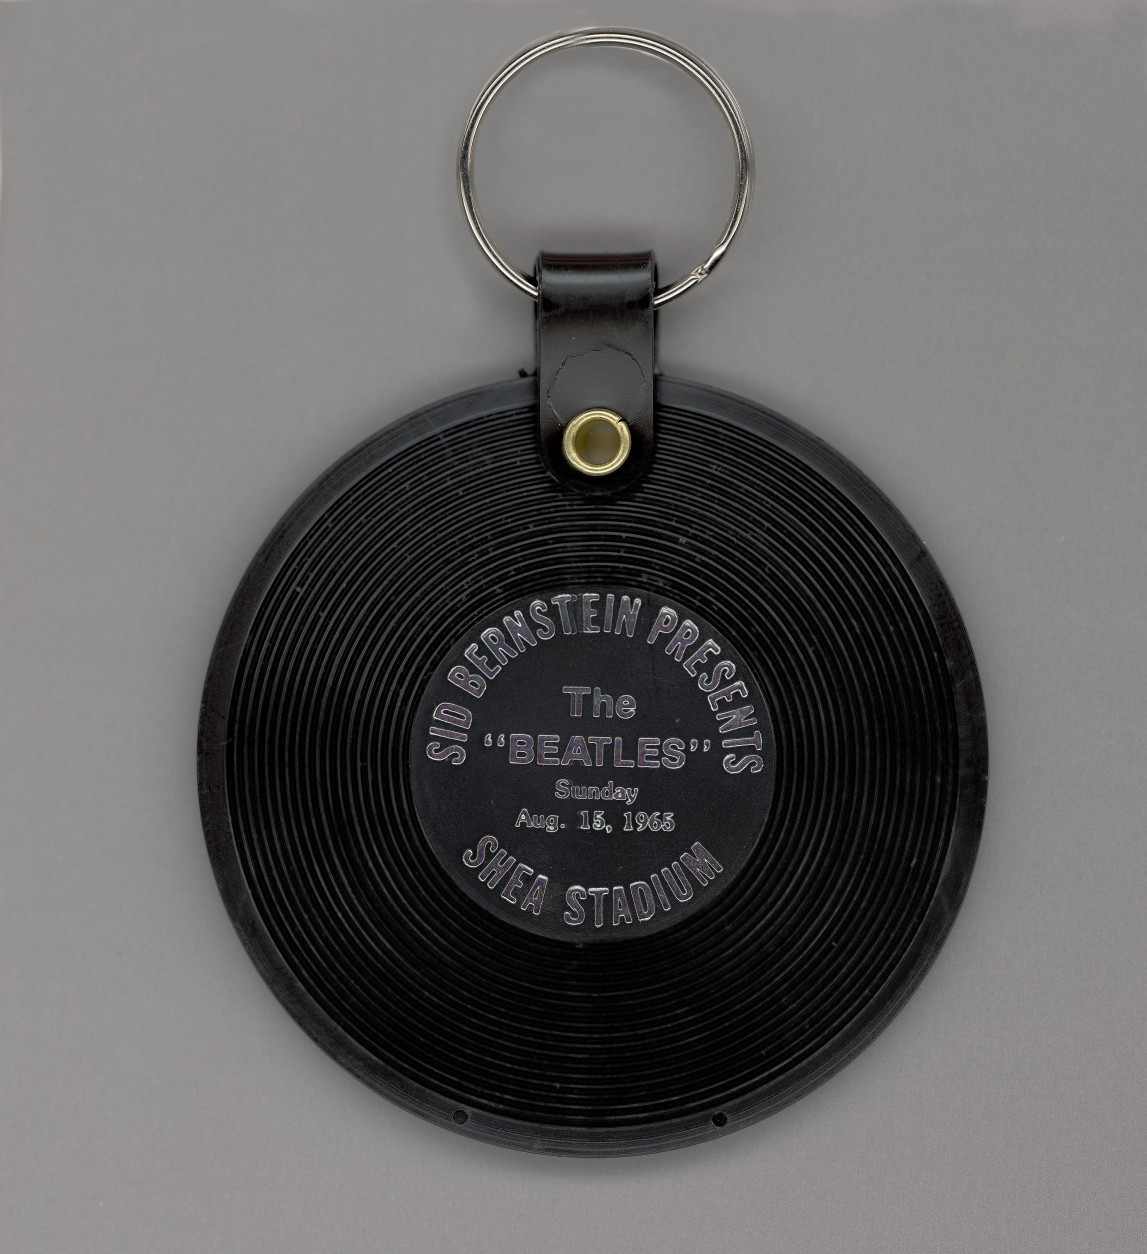 SID BERNSTEIN PRESENTS
The
“BEATLES”
Sunday
Aug. 15, 1965
SHEA STADIUM